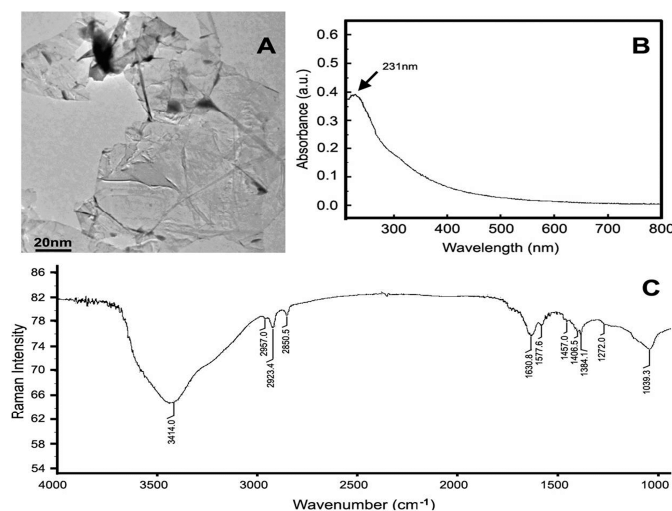 A
20nm
B
231nm
Absorbance (a.u.)
0.6
0.5
0.4
0.3
0.2
0.1
0.0
300 400 500 600 700 800
Wavelength (nm)
C
Raman Intensity
86
82
78
74
70
66
62
58
54
3414.0
2957.0
2923.4
2850.5
1630.8
1577.6
1457.0
1406.5
1384.1
1272.0
1039.3
4000 3500 3000 2500 2000 1500 1000
Wavenumber (cm⁻¹)